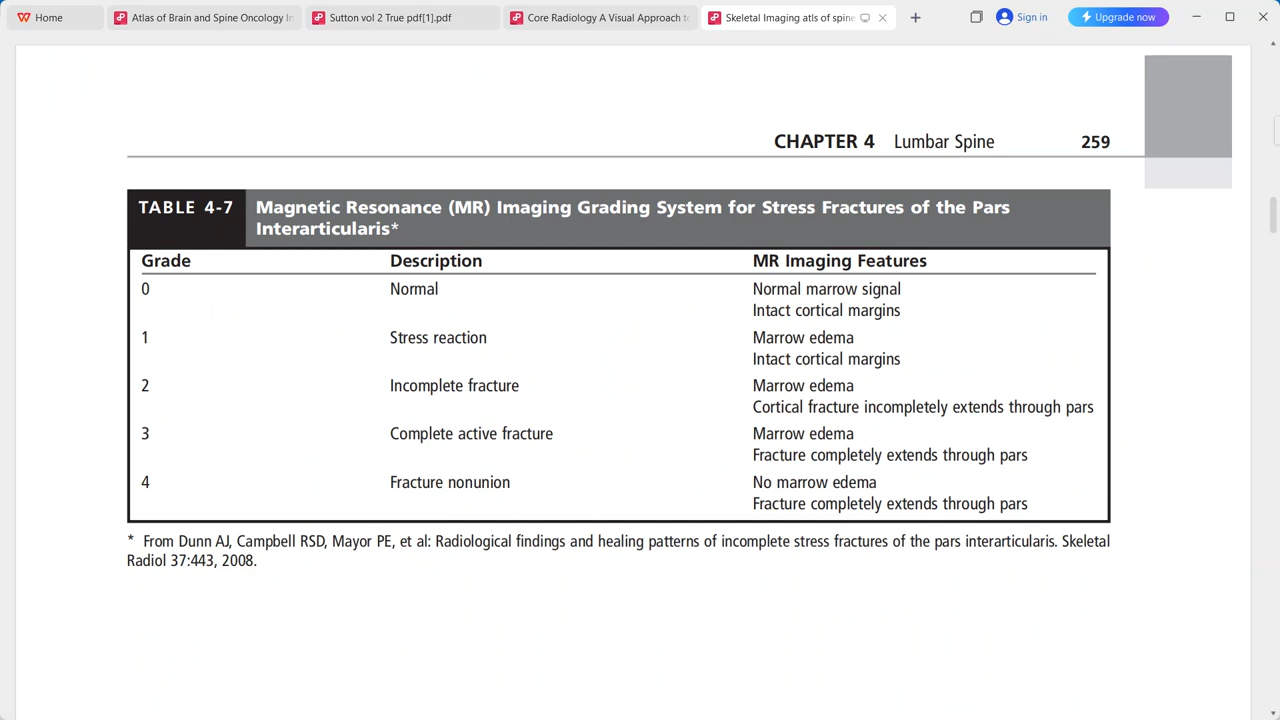 Home
Atlas of Brain and Spine Oncology I
Sutton vol 2 True pdf[1].pdf
Core Radiology A Visual Approach t
Skeletal Imaging atls of spine
Sign in
Upgrade now
CHAPTER 4 Lumbar Spine 259
TABLE 4-7 Magnetic Resonance (MR) Imaging Grading System for Stress Fractures of the Pars
Interarticularis*
Grade Description MR Imaging Features
0 Normal Normal marrow signal
Intact cortical margins
1 Stress reaction Marrow edema
Intact cortical margins
2 Incomplete fracture Marrow edema
Cortical fracture incompletely extends through pars
3 Complete active fracture Marrow edema
Fracture completely extends through pars
4 Fracture nonunion No marrow edema
Fracture completely extends through pars
* From Dunn AJ, Campbell RSD, Mayor PE, et al: Radiological findings and healing patterns of incomplete stress fractures of the pars interarticularis. Skeletal
Radiol 37:443, 2008.